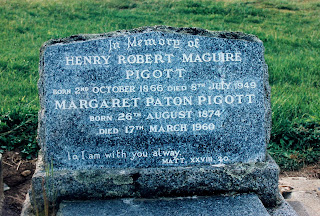 In Memory of
HENRY ROBERT MAGUIRE
PIGOTT
BORN 2ND OCTOBER 1866 DIED 8TH JULY 1949
MARGARET PATON PIGOTT
BORN 26TH AUGUST 1874
DIED 17TH MARCH 1960
"Lo I am with you alway."
MATT. XXVIII. 20.